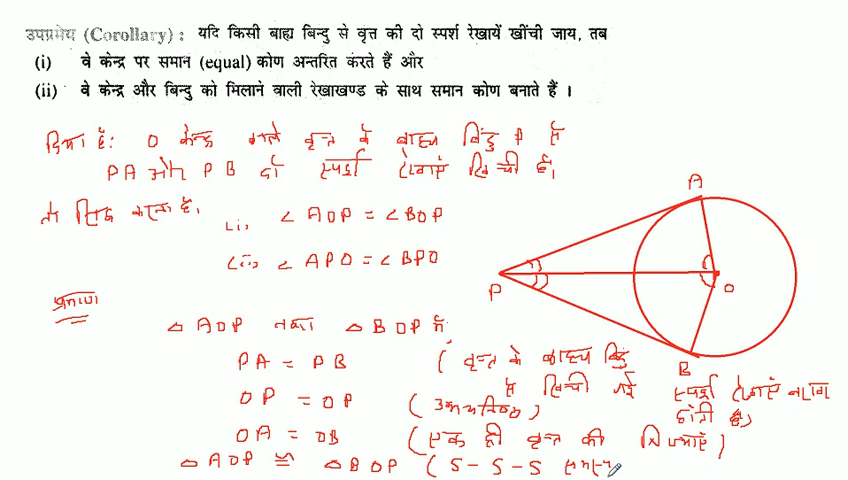 उपप्रमेय (Corollary) : यदि किसी बाह्य बिन्दु से वृत्त की दो स्पर्श रेखायें खींची जाय, तब
(i) वे केन्द्र पर समान (equal) कोण अन्तरित करते हैं और
(ii) वे केन्द्र और बिन्दु को मिलाने वाली रेखाखण्ड के साथ समान कोण बनाते हैं ।
दिया है: O केन्द्र वाले वृत्त के बाह्य बिंदु P से
PA और PB दो स्पर्श रेखाएं खिंची हैं।
तो सिद्ध करना है।
(i) ∠AOP = ∠BOP
(ii) ∠APO = ∠BPO
A
P
O
B
प्रमाण
△AOP तथा △BOP में
PA = PB (वृत्त के बाह्य बिंदु
से खिंची गई स्पर्श रेखाएं बराबर
होती है)
OP = OP (उभयनिष्ठ)
OA = OB (एक ही वृत्त की त्रिज्याएं)
△AOP ≅ △BOP (S-S-S